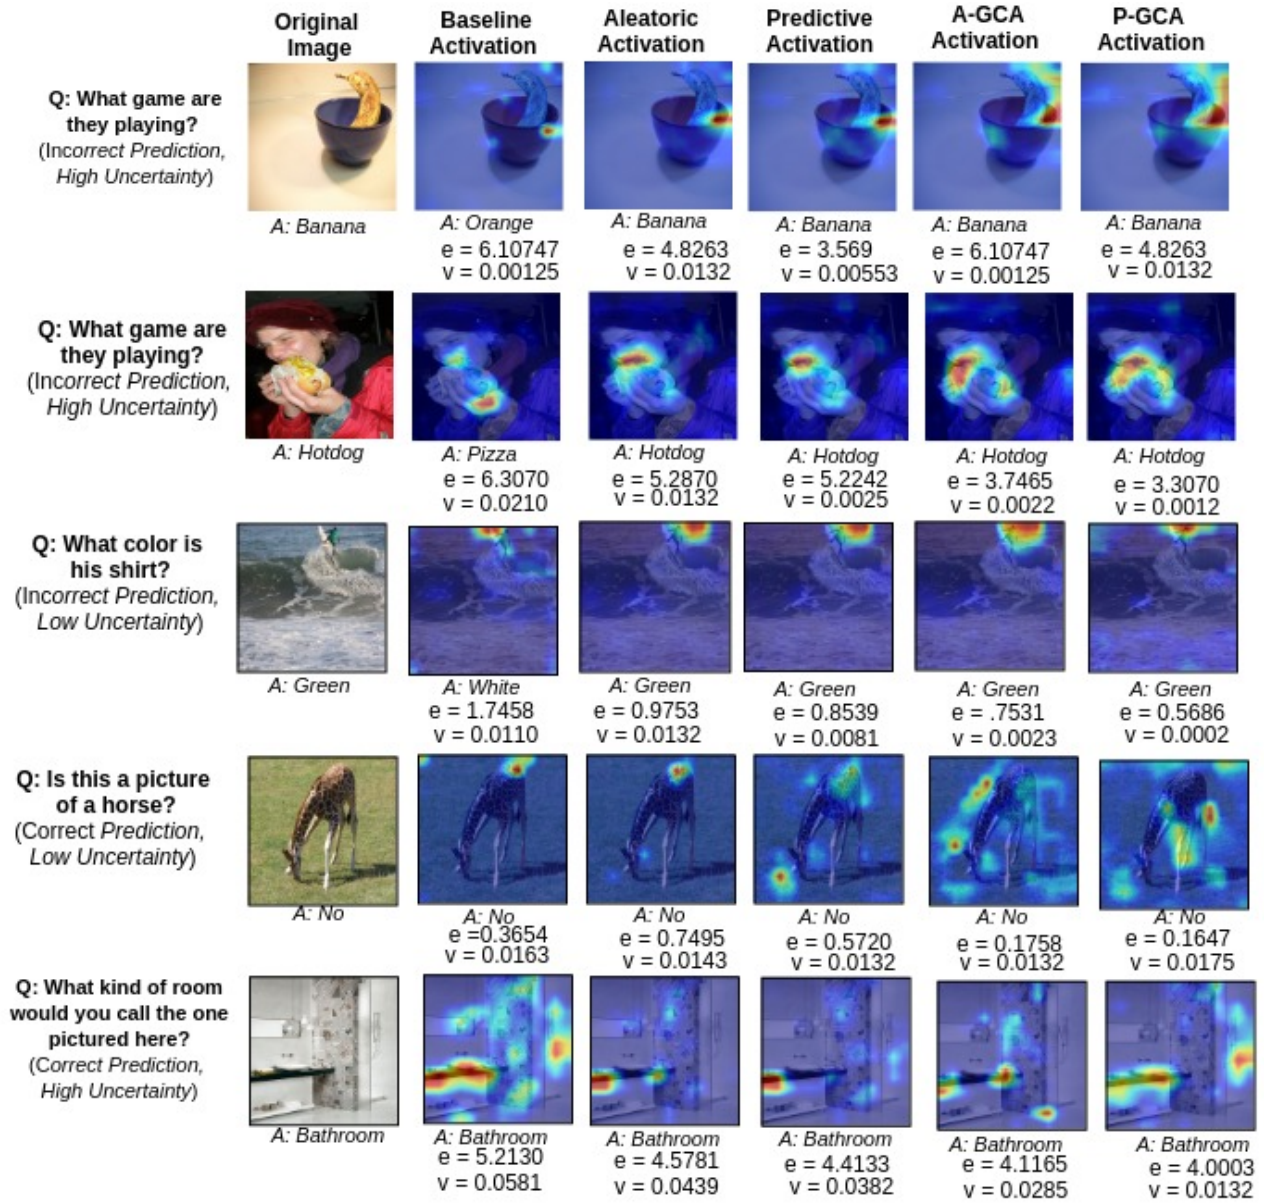 Original Image
Baseline Activation
Aleatoric Activation
Predictive Activation
A-GCA Activation
P-GCA Activation
Q: What game are
they playing?
(Incorrect Prediction,
High Uncertainty)
A: Banana
A: Orange
e = 6.10747
v = 0.00125
A: Banana
e = 4.8263
v = 0.0132
A: Banana
e = 3.569
v = 0.00553
A: Banana
e = 6.10747
v = 0.00125
A: Banana
e = 4.8263
v = 0.0132
Q: What game are
they playing?
(Incorrect Prediction,
High Uncertainty)
A: Hotdog
A: Pizza
e = 6.3070
v = 0.0210
A: Hotdog
e = 5.2870
v = 0.0132
A: Hotdog
e = 5.2242
v = 0.0025
A: Hotdog
e = 3.7465
v = 0.0022
A: Hotdog
e = 3.3070
v = 0.0012
Q: What color is
his shirt?
(Incorrect Prediction,
Low Uncertainty)
A: Green
A: White
e = 1.7458
v = 0.0110
A: Green
e = 0.9753
v = 0.0132
A: Green
e = 0.8539
v = 0.0081
A: Green
e = .7531
v = 0.0023
A: Green
e = 0.5686
v = 0.0002
Q: Is this a picture
of a horse?
(Correct Prediction,
Low Uncertainty)
A: No
A: No
e =0.3654
v = 0.0163
A: No
e = 0.7495
v = 0.0143
A: No
e = 0.5720
v = 0.0132
A: No
e = 0.1758
v = 0.0132
A: No
e = 0.1647
v = 0.0175
Q: What kind of room
would you call the one
pictured here?
(Correct Prediction,
High Uncertainty)
A: Bathroom
A: Bathroom
e = 5.2130
v = 0.0581
A: Bathroom
e = 4.5781
v = 0.0439
A: Bathroom
e = 4.4133
v = 0.0382
A: Bathroom
e = 4.1165
v = 0.0285
A: Bathroom
e = 4.0003
v = 0.0132